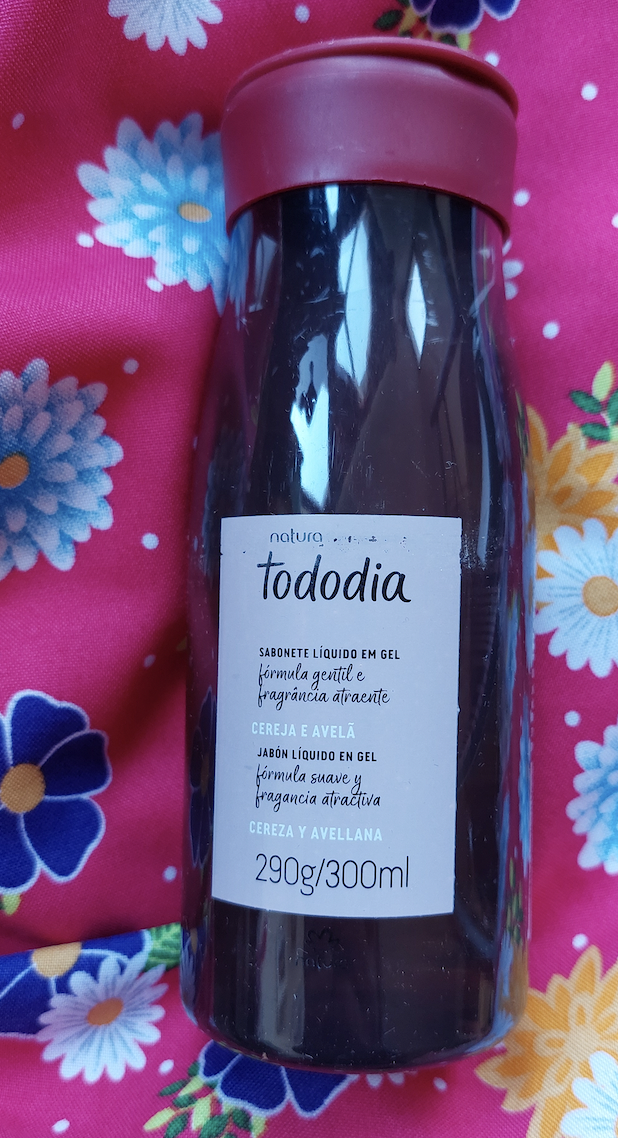 natura
tododia
SABONETE LÍQUIDO EM GEL
fórmula gentil e
fragrância atraente
CEREJA E AVELÃ
JABÓN LÍQUIDO EN GEL
fórmula suave y
fragancia atractiva
CEREZA Y AVELLANA
290g/300ml